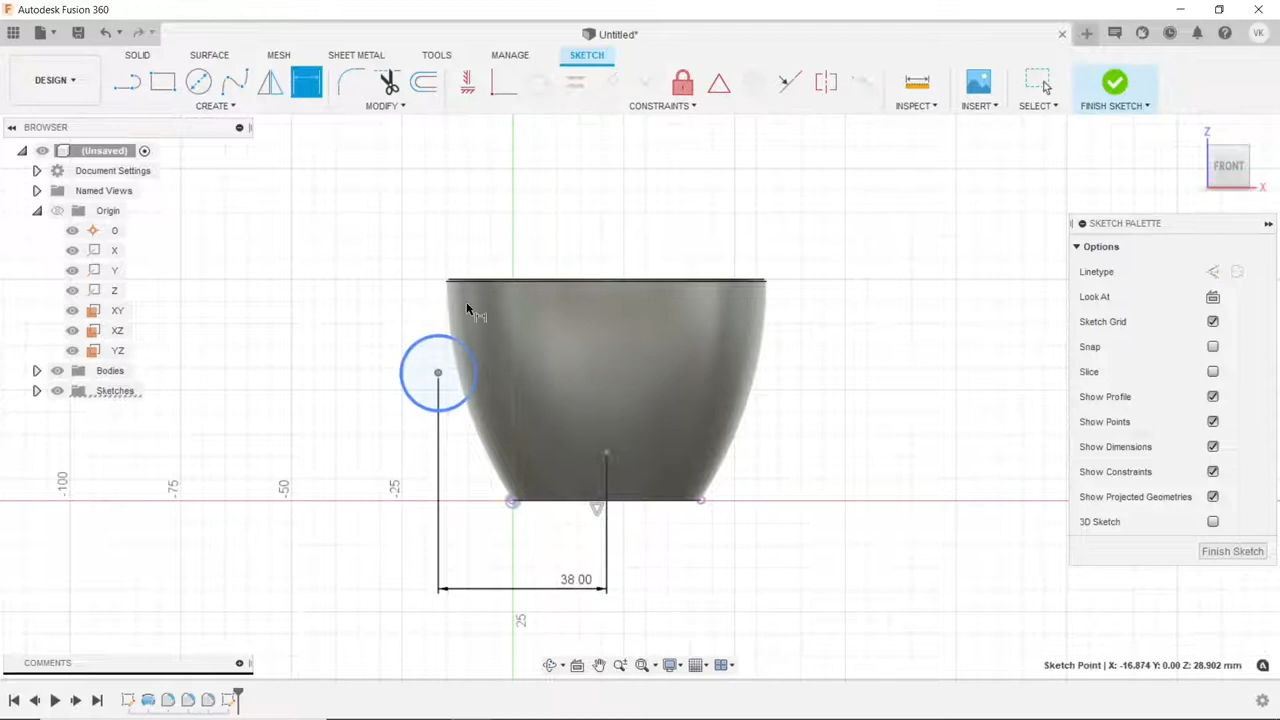 Autodesk Fusion 360
Untitled*
VK
DESIGN
SOLID SURFACE MESH SHEET METAL TOOLS MANAGE SKETCH
CREATE MODIFY CONSTRAINTS INSPECT INSERT SELECT FINISH SKETCH
BROWSER
(Unsaved)
Document Settings
Named Views
Origin
O
X
Y
Z
XY
XZ
YZ
Bodies
Sketches
Z
FRONT
X
SKETCH PALETTE
Options
Linetype
Look At
Sketch Grid
Snap
Slice
Show Profile
Show Points
Show Dimensions
Show Constraints
Show Projected Geometries
3D Sketch
Finish Sketch
-100
-75
-50
-25
25
38.00
COMMENTS
Sketch Point | X: -16.874 Y: 0.00 Z: 28.902 mm